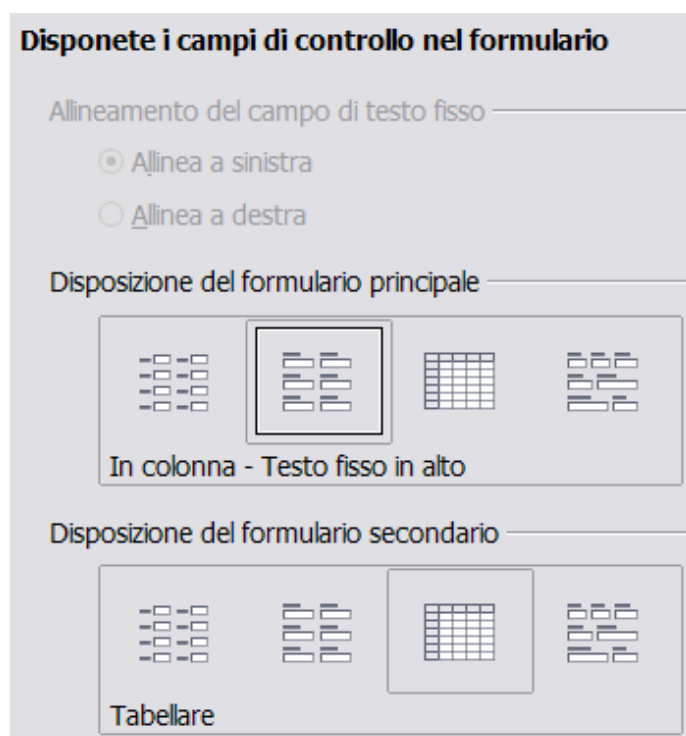 Disponete i campi di controllo nel formulario
Allineamento del campo di testo fisso
Allinea a sinistra
Allinea a destra
Disposizione del formulario principale
In colonna - Testo fisso in alto
Disposizione del formulario secondario
Tabellare